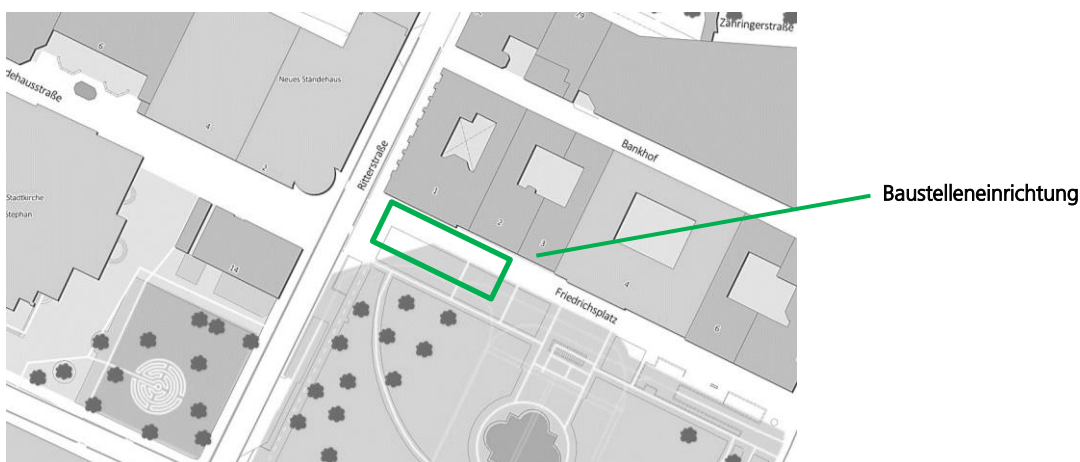 Zähringerstraße
79
6
Neues Ständehaus
dehausstraße
4
2
Bankhof
Ritterstraße
Stadtkirche
Stephan
1
2
3
4
6
14
Friedrichsplatz
Baustelleneinrichtung